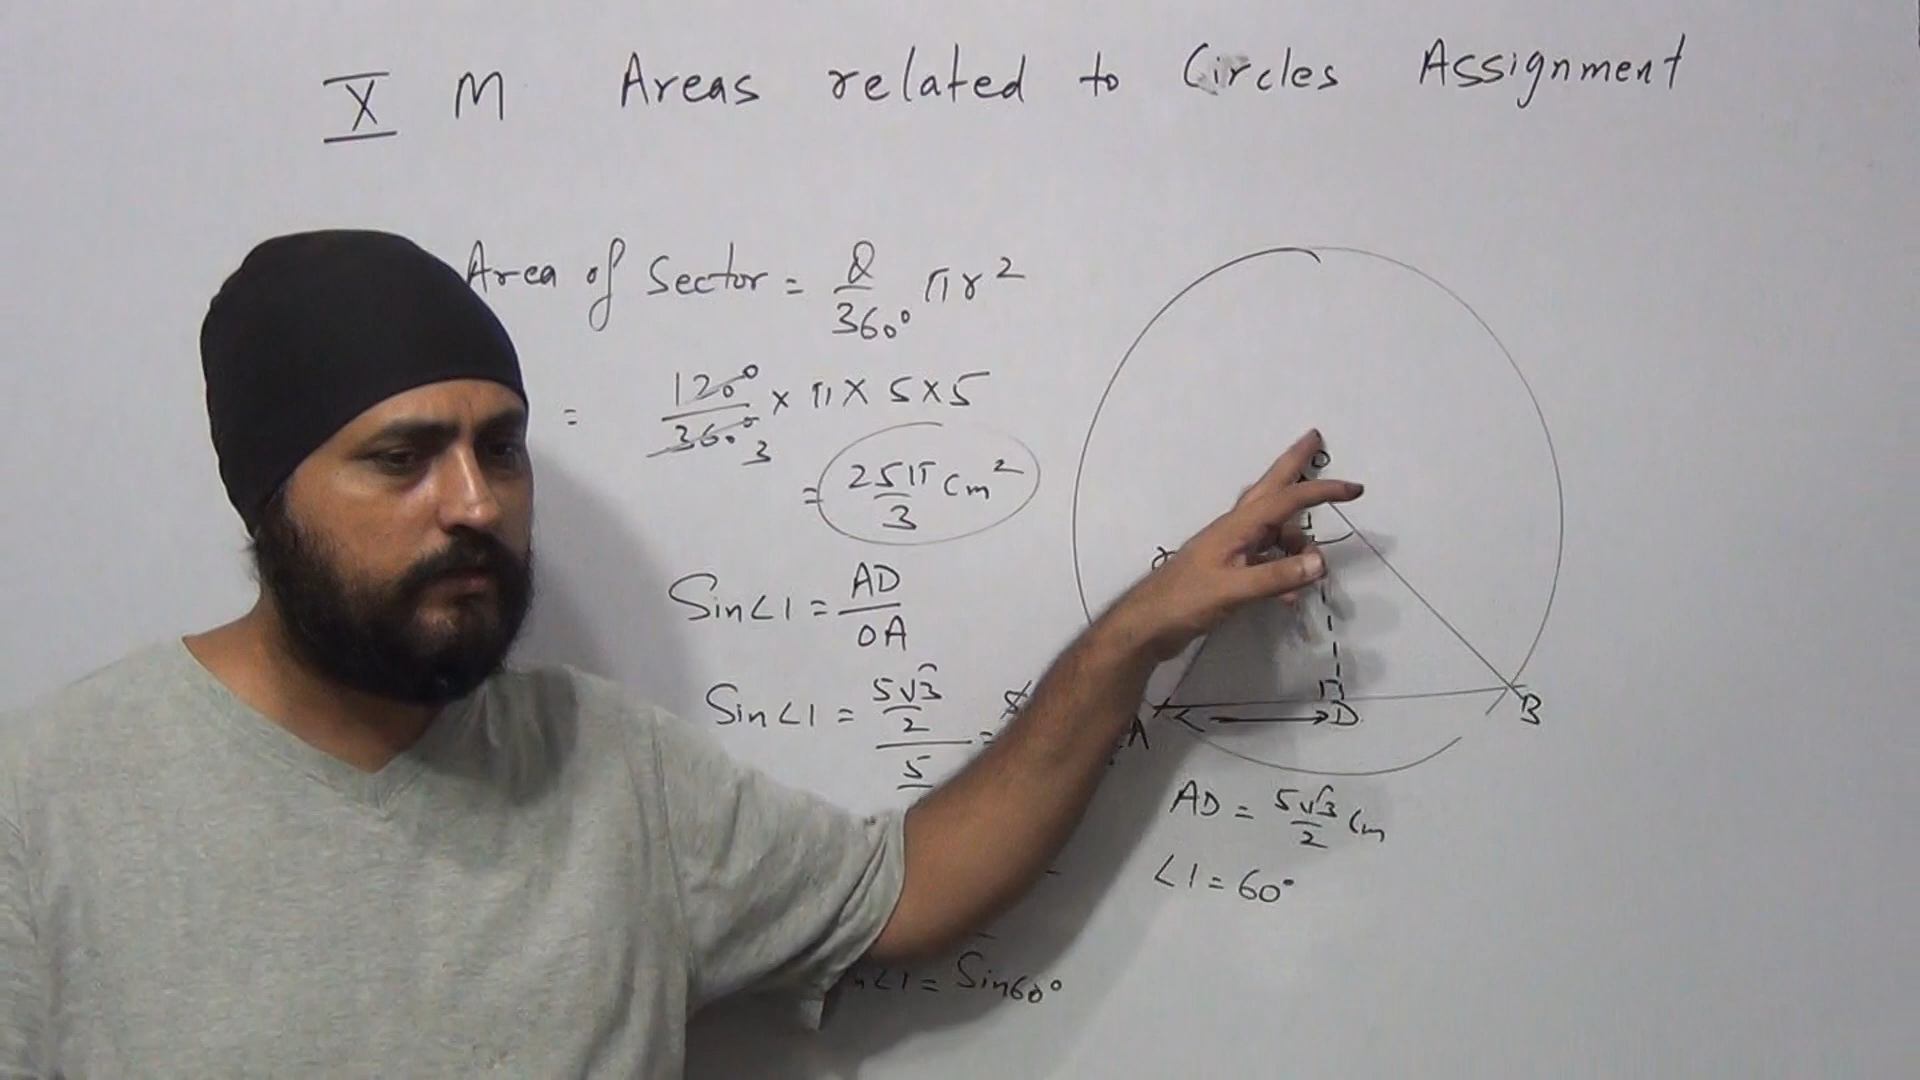 X M Areas related to Circles Assignment
Area of Sector = θ/360° πr²
= 120°/360° 3 × π × 5 × 5
= 25π/3 cm²
Sin∠1 = AD/OA
Sin∠1 = 5√3/2 / 5 =
∠1 = Sin60°
O
r
A
D
B
AD = 5√3/2 cm
∠1 = 60°